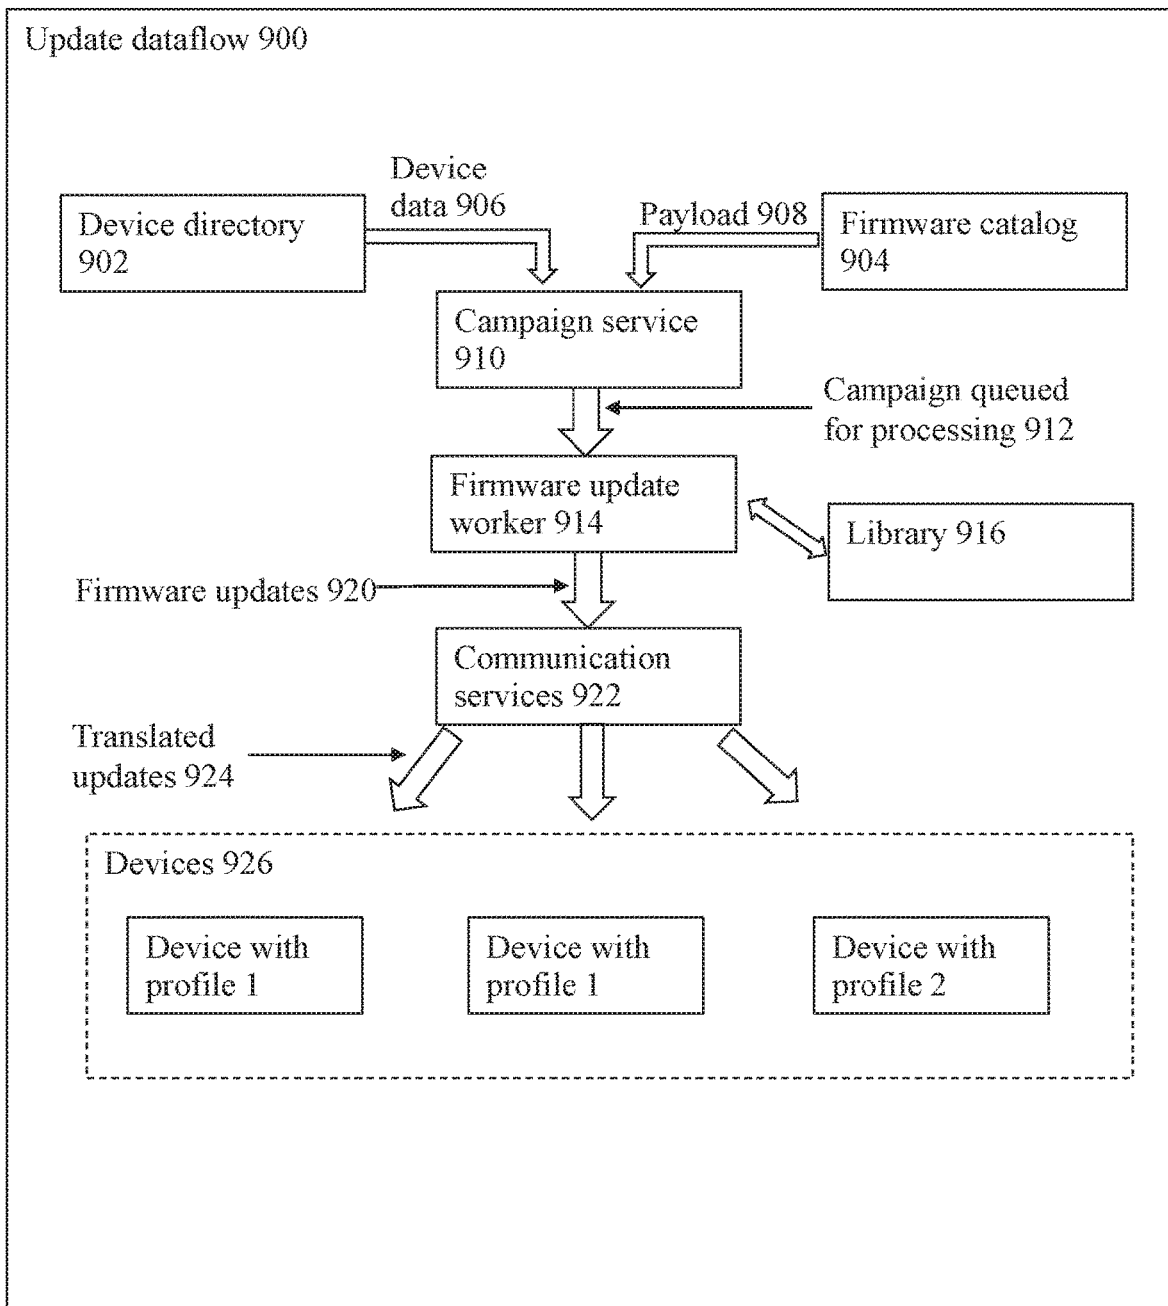 Update dataflow 900
Device
data 906
Payload 908
Device directory
902
Firmware catalog
904
Campaign service
910
Campaign queued
for processing 912
Firmware update
worker 914
Library 916
Firmware updates 920
Communication
services 922
Translated
updates 924
Devices 926
Device with
profile 1
Device with
profile 1
Device with
profile 2